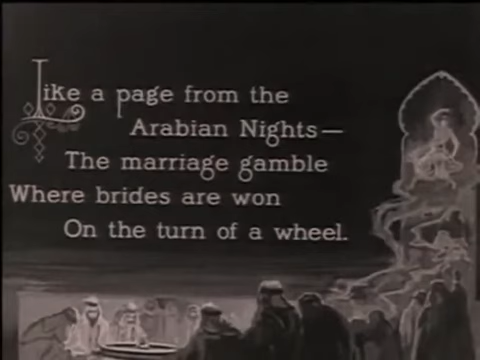 Like a page from the
Arabian Nights—
The marriage gamble
Where brides are won
On the turn of a wheel.